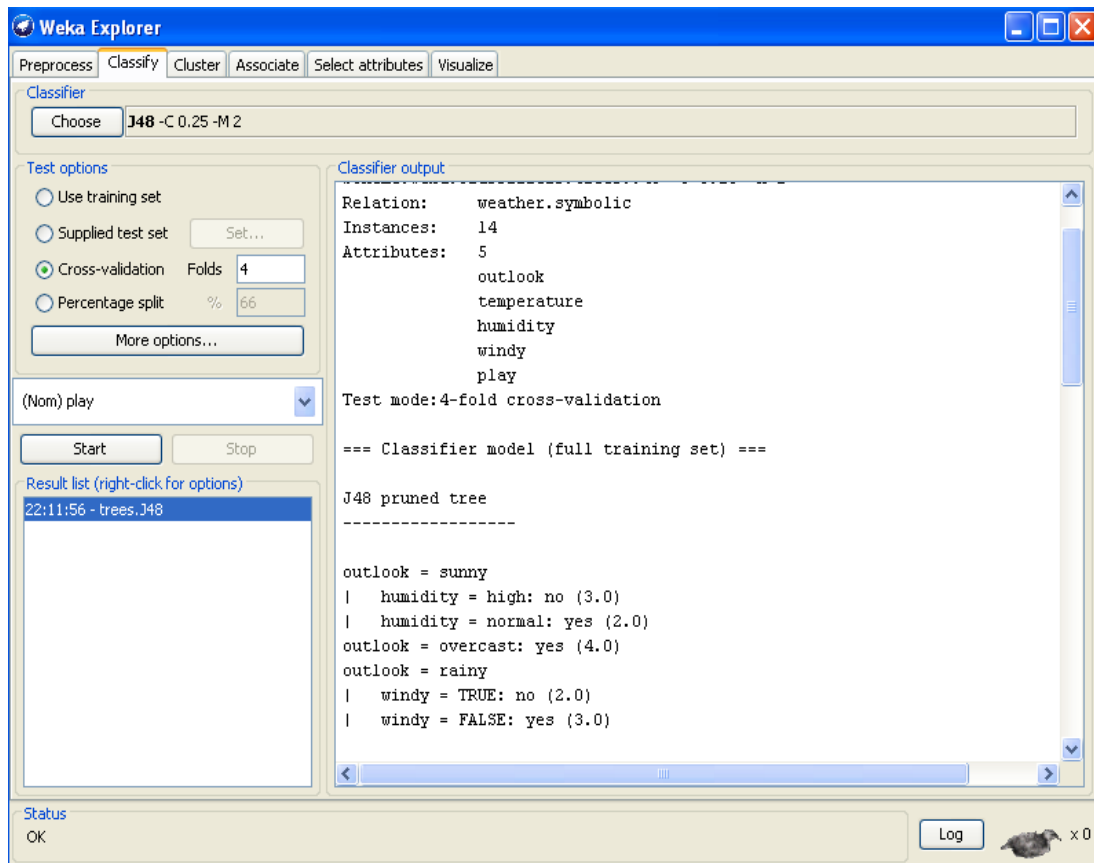 Weka Explorer
Preprocess Classify Cluster Associate Select attributes Visualize
Classifier
Choose J48 -C 0.25 -M 2
Test options
Use training set
Supplied test set Set...
Cross-validation Folds 4
Percentage split % 66
More options...
(Nom) play
Start Stop
Result list (right-click for options)
22:11:56 - trees.J48
Classifier output
Relation: weather.symbolic
Instances: 14
Attributes: 5
outlook
temperature
humidity
windy
play
Test mode:4-fold cross-validation
=== Classifier model (full training set) ===
J48 pruned tree
------------------
outlook = sunny
| humidity = high: no (3.0)
| humidity = normal: yes (2.0)
outlook = overcast: yes (4.0)
outlook = rainy
| windy = TRUE: no (2.0)
| windy = FALSE: yes (3.0)
Status
OK
Log x 0